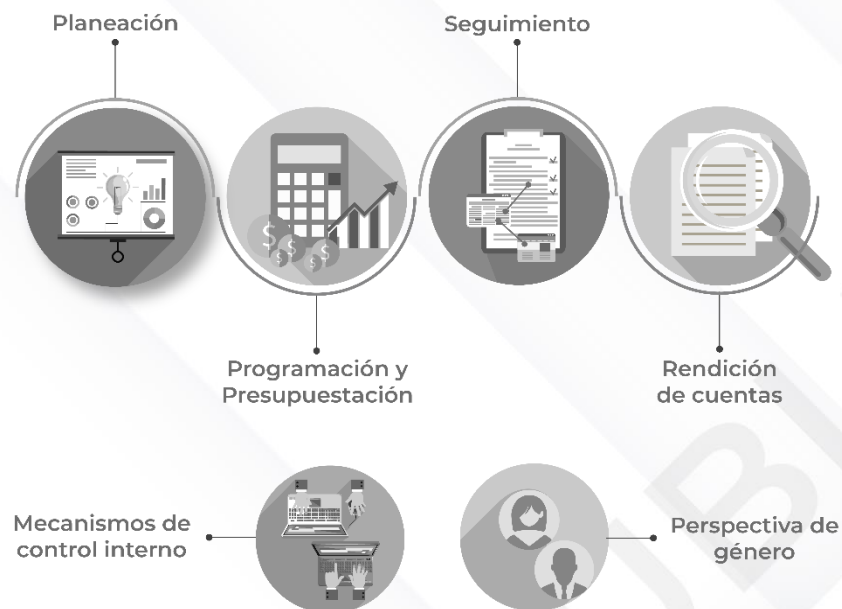 Planeación
Seguimiento
Programación y
Presupuestación
Rendición
de cuentas
Mecanismos de
control interno
Perspectiva de
género